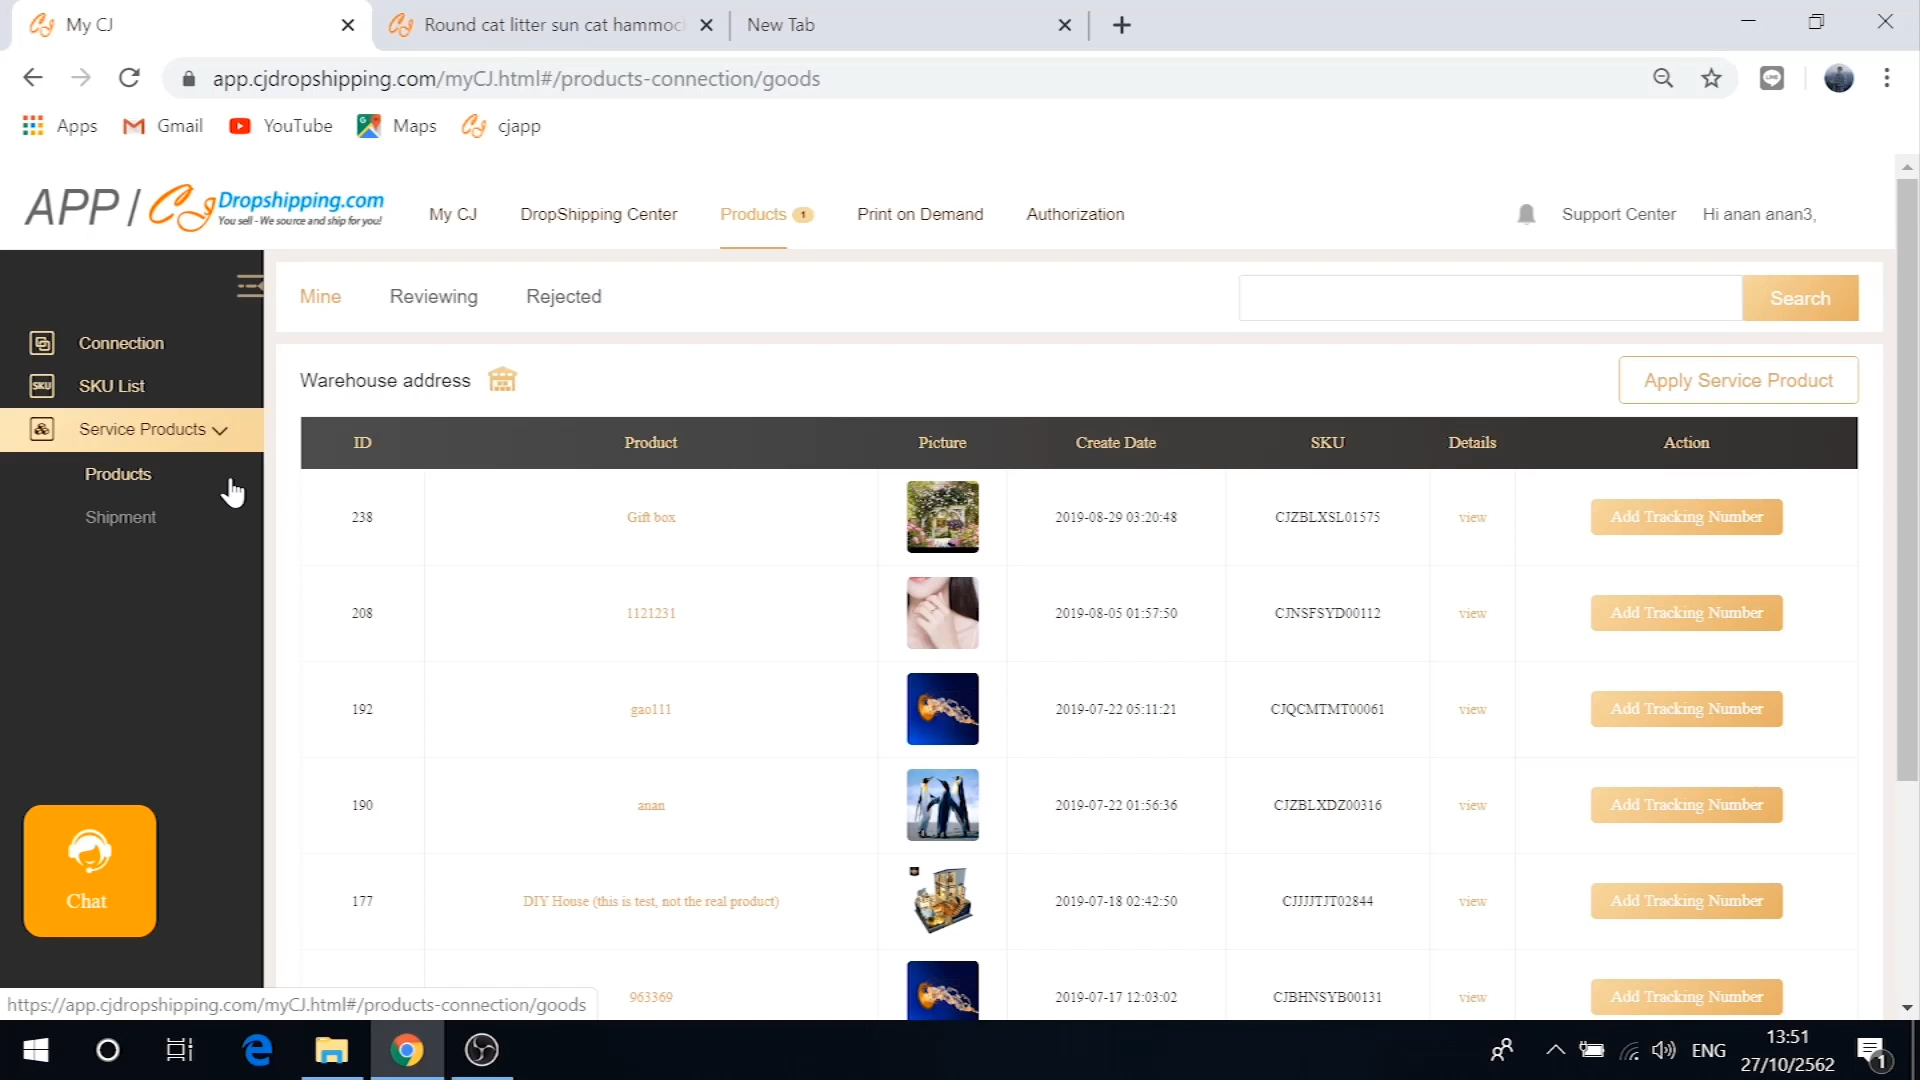 My CJ
Round cat litter sun cat hammoc
New Tab
app.cjdropshipping.com/myCJ.html#/products-connection/goods
Apps
Gmail
YouTube
Maps
cjapp
APP / CJ Dropshipping.com
You sell - We source and ship for you!
My CJ
DropShipping Center
Products 1
Print on Demand
Authorization
Support Center
Hi anan anan3,
Mine
Reviewing
Rejected
Search
Connection
SKU SKU List
Service Products
Products
Shipment
Chat
Warehouse address
Apply Service Product
ID Product Picture Create Date SKU Details Action
238 Gift box 2019-08-29 03:20:48 CJZBLXSL01575 view Add Tracking Number
208 1121231 2019-08-05 01:57:50 CJNSFSYD00112 view Add Tracking Number
192 gao111 2019-07-22 05:11:21 CJQCMTMT00061 view Add Tracking Number
190 anan 2019-07-22 01:56:36 CJZBLXDZ00316 view Add Tracking Number
177 DIY House (this is test, not the real product) 2019-07-18 02:42:50 CJJJJTJT02844 view Add Tracking Number
963369 2019-07-17 12:03:02 CJBHNSYB00131 view Add Tracking Number
https://app.cjdropshipping.com/myCJ.html#/products-connection/goods
ENG
13:51
27/10/2562
1